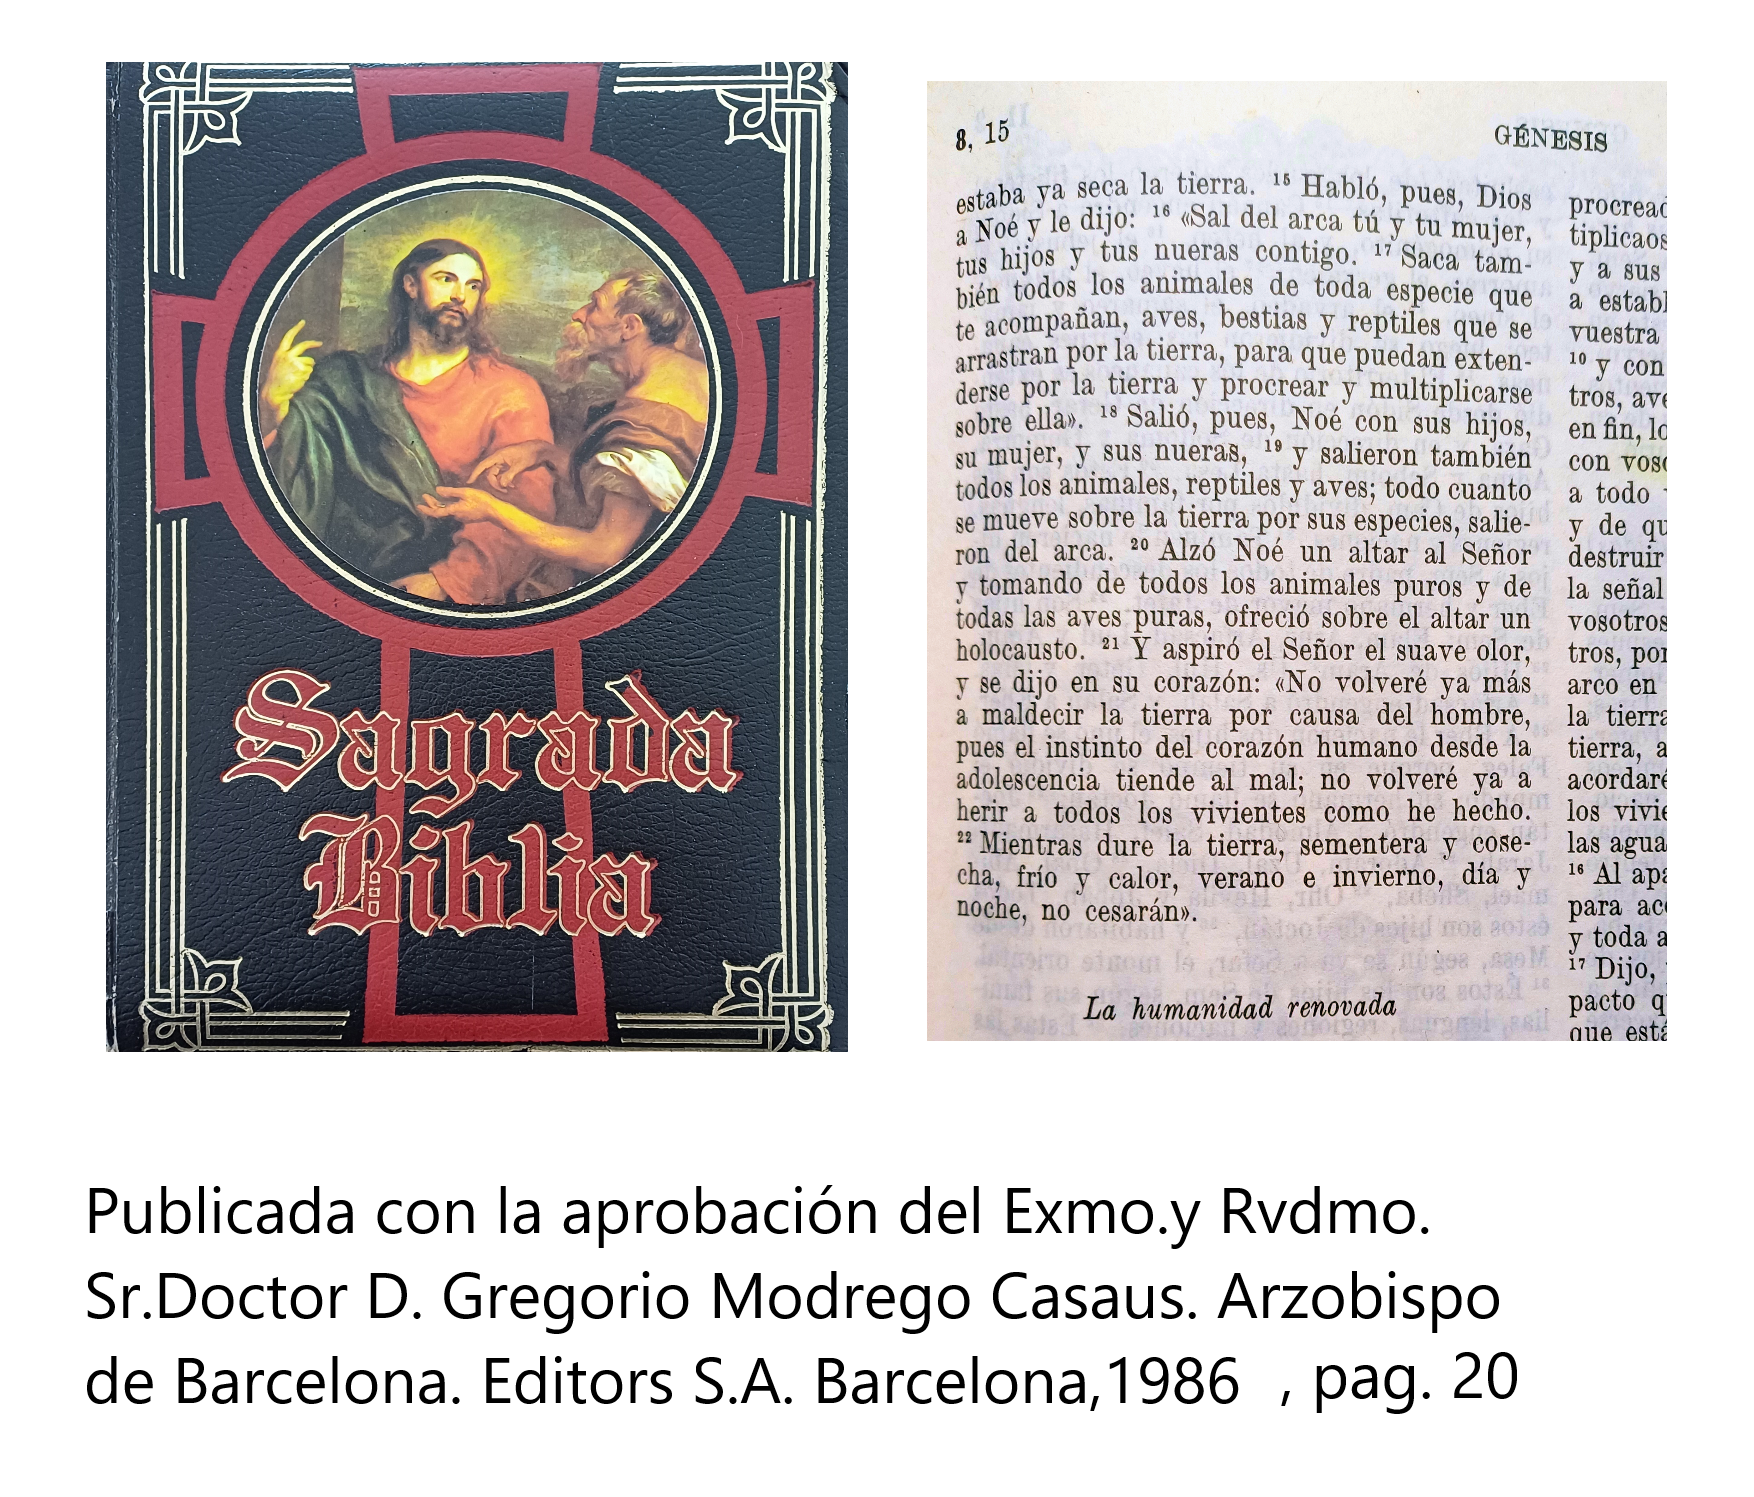 Sagrada
Biblia
8, 15
GÉNESIS
estaba ya seca la tierra. ¹⁵ Habló, pues, Dios
a Noé y le dijo: ¹⁶ «Sal del arca tú y tu mujer,
tus hijos y tus nueras contigo. ¹⁷ Saca tam-
bién todos los animales de toda especie que
te acompañan, aves, bestias y reptiles que se
arrastran por la tierra, para que puedan exten-
derse por la tierra y procrear y multiplicarse
sobre ella». ¹⁸ Salió, pues, Noé con sus hijos,
su mujer, y sus nueras, ¹⁹ y salieron también
todos los animales, reptiles y aves; todo cuanto
se mueve sobre la tierra por sus especies, salie-
ron del arca. ²⁰ Alzó Noé un altar al Señor
y tomando de todos los animales puros y de
todas las aves puras, ofreció sobre el altar un
holocausto. ²¹ Y aspiró el Señor el suave olor,
y se dijo en su corazón: «No volveré ya más
a maldecir la tierra por causa del hombre,
pues el instinto del corazón humano desde la
adolescencia tiende al mal; no volveré ya a
herir a todos los vivientes como he hecho.
²² Mientras dure la tierra, sementera y cose-
cha, frío y calor, verano e invierno, día y
noche, no cesarán».
La humanidad renovada
procread
tiplicaos
y a sus
a establ
vuestra
¹⁰ y con
tros, ave
en fin, lo
con voso
a todo
y de qu
destruir
la señal
vosotros
tros, por
arco en
la tierra
tierra, a
acordaré
los vivie
las agua
¹⁶ Al apa
para aco
y toda a
¹⁷ Dijo,
pacto q
que está
Publicada con la aprobación del Exmo.y Rvdmo.
Sr.Doctor D. Gregorio Modrego Casaus. Arzobispo
de Barcelona. Editors S.A. Barcelona,1986 , pag. 20